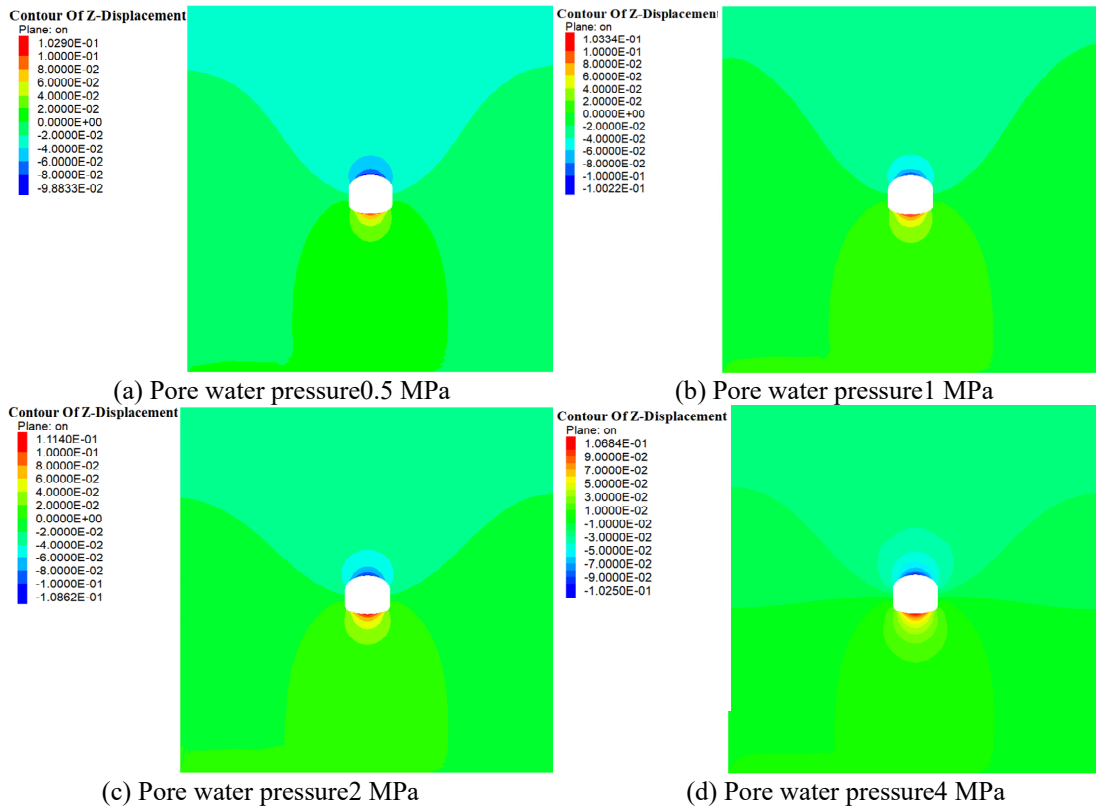 Contour Of Z-Displacement
Plane: on
1.0290E-01
1.0000E-01
8.0000E-02
6.0000E-02
4.0000E-02
2.0000E-02
0.0000E+00
-2.0000E-02
-4.0000E-02
-6.0000E-02
-8.0000E-02
-9.8833E-02
(a) Pore water pressure0.5 MPa
Contour Of Z-Displacement
Plane: on
1.0334E-01
1.0000E-01
8.0000E-02
6.0000E-02
4.0000E-02
2.0000E-02
0.0000E+00
-2.0000E-02
-4.0000E-02
-6.0000E-02
-8.0000E-02
-1.0000E-01
-1.0022E-01
(b) Pore water pressure1 MPa
Contour Of Z-Displacement
Plane: on
1.1140E-01
1.0000E-01
8.0000E-02
6.0000E-02
4.0000E-02
2.0000E-02
0.0000E+00
-2.0000E-02
-4.0000E-02
-6.0000E-02
-8.0000E-02
-1.0000E-01
-1.0862E-01
(c) Pore water pressure2 MPa
Contour Of Z-Displacement
Plane: on
1.0684E-01
9.0000E-02
7.0000E-02
5.0000E-02
3.0000E-02
1.0000E-02
-1.0000E-02
-3.0000E-02
-5.0000E-02
-7.0000E-02
-9.0000E-02
-1.0250E-01
(d) Pore water pressure4 MPa